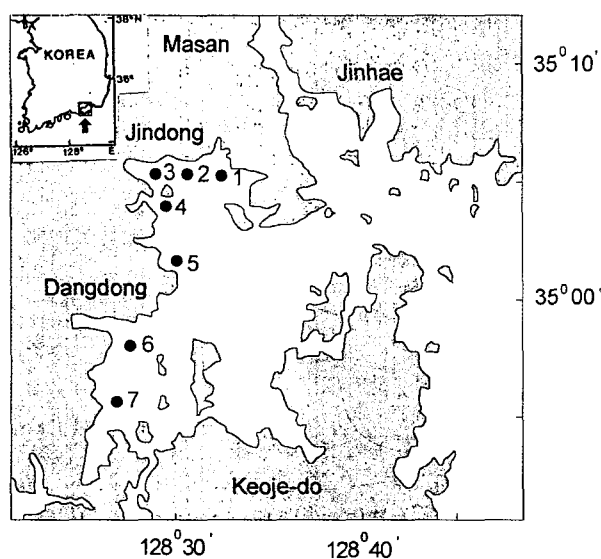 38°N
KOREA
36°
126°
128°
E
Masan
Jinhae
35° 10'
Jindong
3
2
1
4
5
Dangdong
35° 00'
6
7
Keoje-do
128° 30'
128° 40'